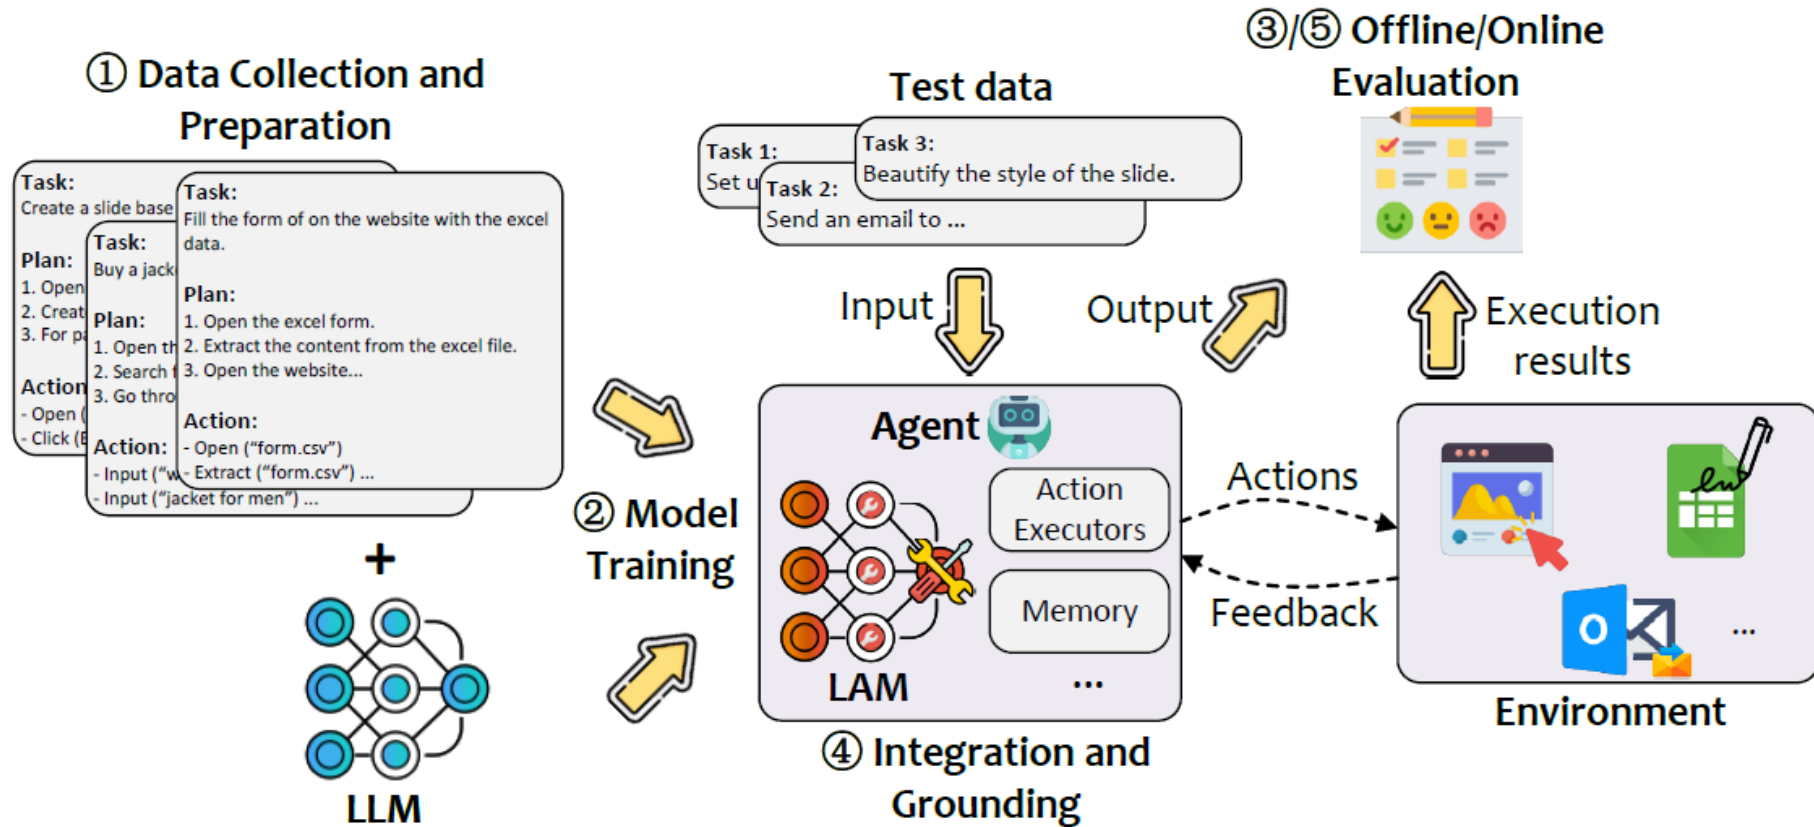 ① Data Collection and
Preparation
Task:
Create a slide base
Plan:
1. Open
2. Creat
3. For pa
Action
- Open (
- Click (E
Task:
Buy a jack
Plan:
1. Open th
2. Search f
3. Go thro
Action:
- Input ("w
- Input ("jacket for men") ...
Task:
Fill the form of on the website with the excel
data.
Plan:
1. Open the excel form.
2. Extract the content from the excel file.
3. Open the website...
Action:
- Open ("form.csv")
- Extract ("form.csv") ...
+
LLM
② Model
Training
Test data
Task 1:
Set u
Task 2:
Send an email to ...
Task 3:
Beautify the style of the slide.
Input
Output
③/⑤ Offline/Online
Evaluation
Execution
results
Agent
Action
Executors
Memory
...
LAM
④ Integration and
Grounding
Actions
Feedback
O
...
Environment